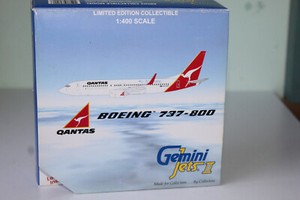 LIMITED EDITION COLLECTIBLE
1:400 SCALE
QANTAS
BOEING 737-800
QANTAS
Gemini
Jets